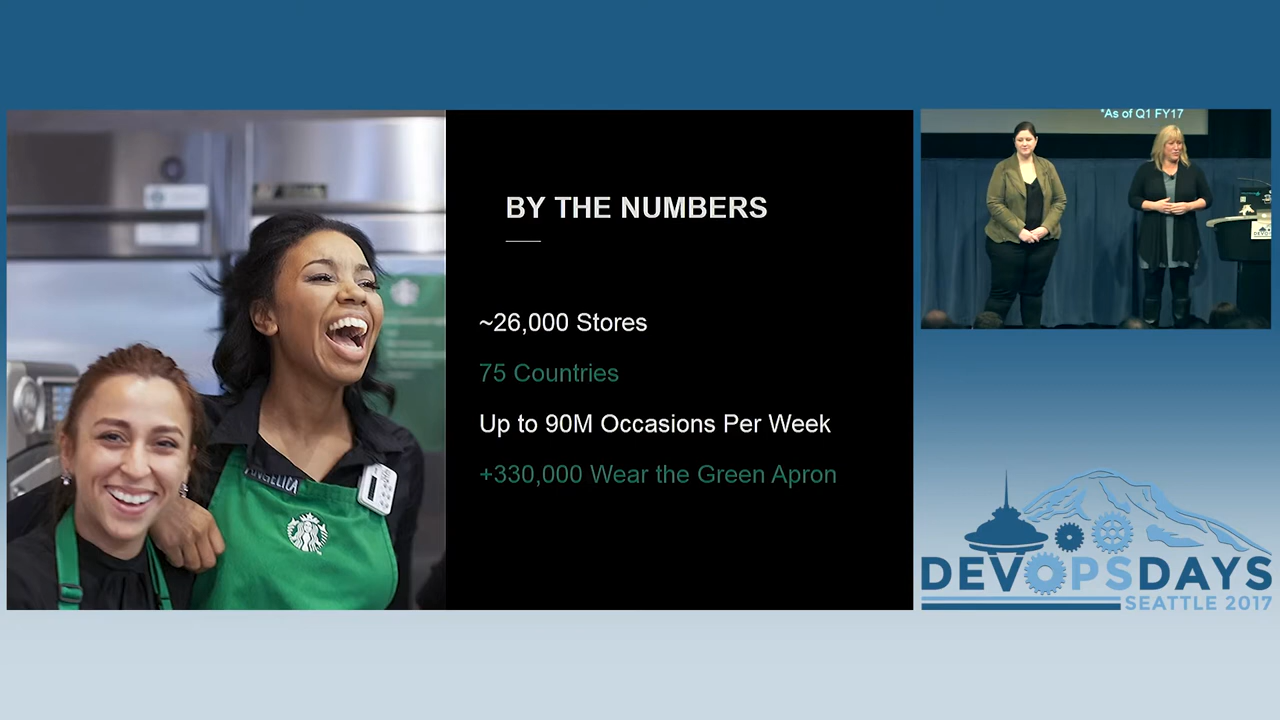 BY THE NUMBERS
~26,000 Stores
75 Countries
Up to 90M Occasions Per Week
+330,000 Wear the Green Apron
ANGELICA
*As of Q1 FY17
DEVOPSDAYS
SEATTLE 2017